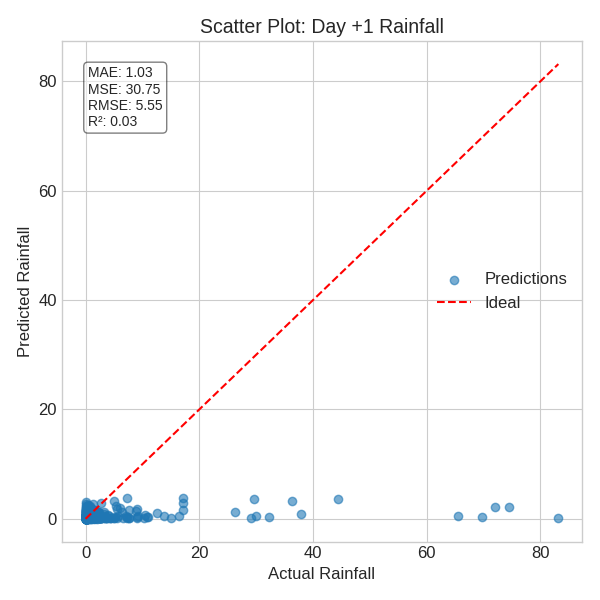 Scatter Plot: Day +1 Rainfall
MAE: 1.03
MSE: 30.75
RMSE: 5.55
R²: 0.03
80
60
40
20
0
Predicted Rainfall
Predictions
Ideal
0 20 40 60 80
Actual Rainfall